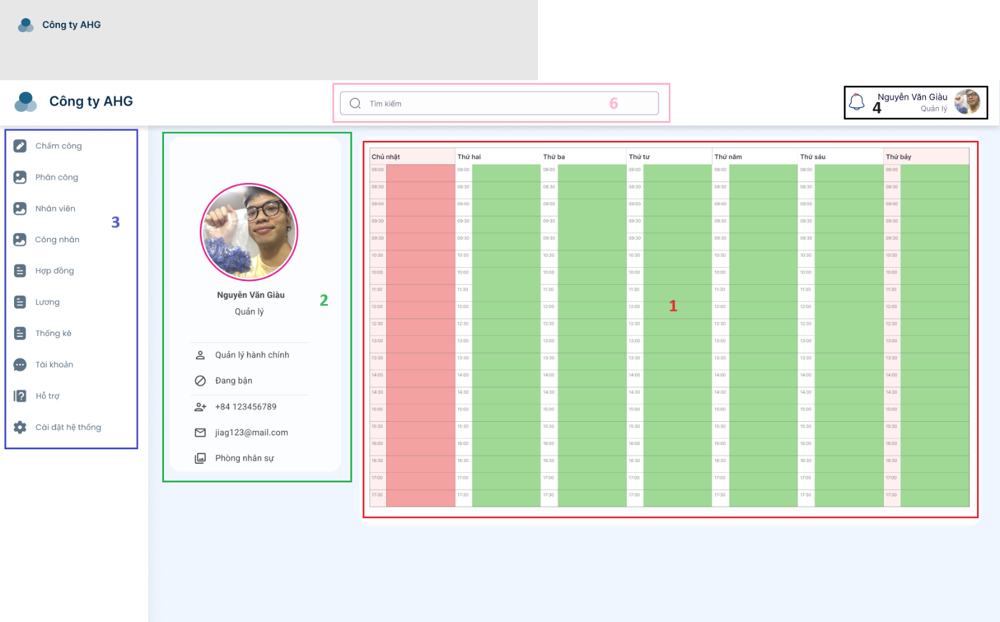 Công ty AHG
Công ty AHG
Tìm kiếm
6
Nguyễn Văn Giàu
Quản lý
4
Chấm công
Phân công
Nhân viên
3
Công nhân
Hợp đồng
Lương
Thống kê
Tài khoản
Hỗ trợ
Cài đặt hệ thống
Nguyễn Văn Giàu
Quản lý
2
Quản lý hành chính
Đang bận
+84 123456789
jiag123@mail.com
Phòng nhân sự
Chủ nhật Thứ hai Thứ ba Thứ tư Thứ năm Thứ sáu Thứ bảy
08:00 08:00 08:00 08:00 08:00 08:00 08:00
08:30 08:30 08:30 08:30 08:30 08:30 08:30
09:00 09:00 09:00 09:00 09:00 09:00 09:00
09:30 09:30 09:30 09:30 09:30 09:30 09:30
09:30 09:30 09:30 09:30 09:30 09:30 09:30
10:30 10:30 10:30 10:30 10:30 10:30 10:30
10:00 10:00 10:00 10:00 10:00 10:00 10:00
11:30 11:30 11:30 11:30 11:30 11:30 11:30
1
12:00 12:00 12:00 12:00 12:00 12:00 12:00
12:30 12:30 12:30 12:30 12:30 12:30 12:30
13:00 13:00 13:00 13:00 13:00 13:00 13:00
13:30 13:30 13:30 13:30 13:30 13:30 13:30
14:00 14:00 14:00 14:00 14:00 14:00 14:00
14:30 14:30 14:30 14:30 14:30 14:30 14:30
15:00 15:00 15:00 15:00 15:00 15:00 15:00
15:30 15:30 15:30 15:30 15:30 15:30 15:30
16:00 16:00 16:00 16:00 16:00 16:00 16:00
16:30 16:30 16:30 16:30 16:30 16:30 16:30
17:00 17:00 17:00 17:00 17:00 17:00 17:00
17:30 17:30 17:30 17:30 17:30 17:30 17:30